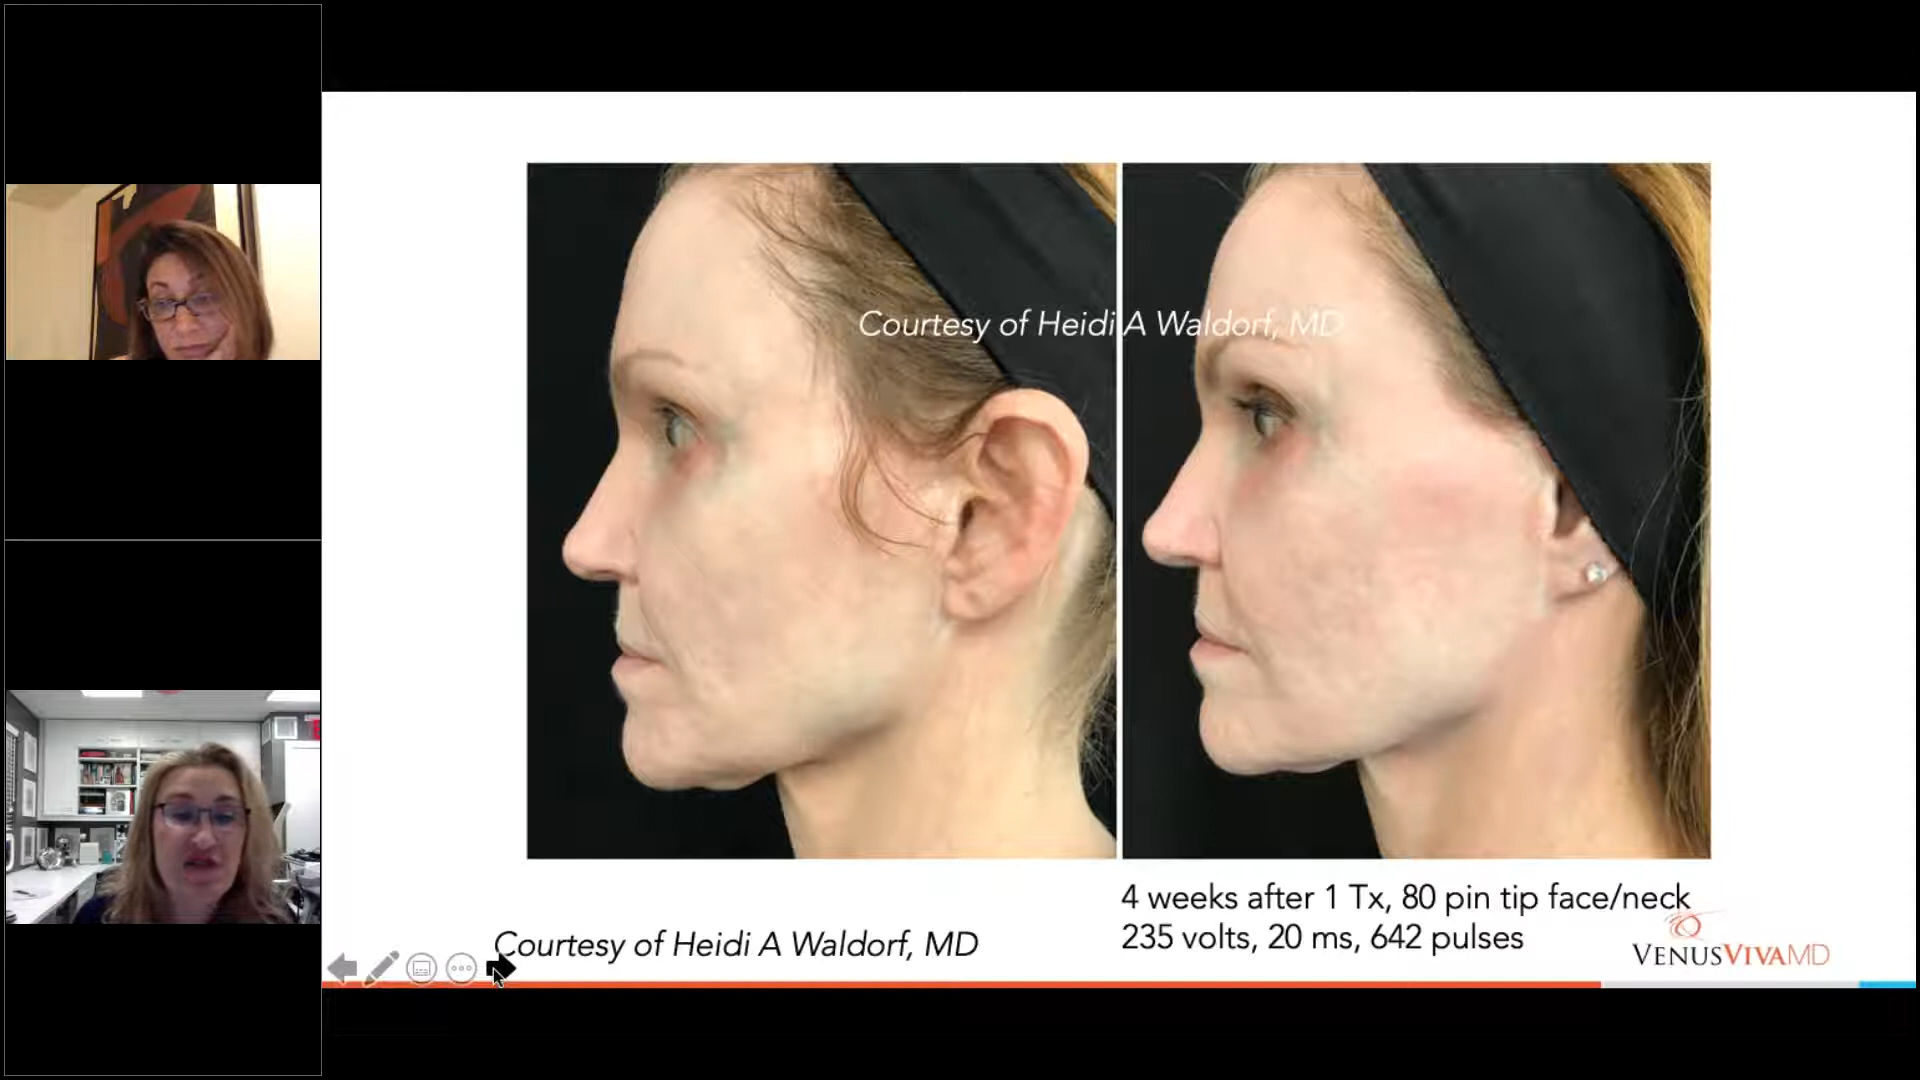 Courtesy of Heidi A Waldorf, MD
4 weeks after 1 Tx, 80 pin tip face/neck
235 volts, 20 ms, 642 pulses
Courtesy of Heidi A Waldorf, MD
VENUSVIVAMD